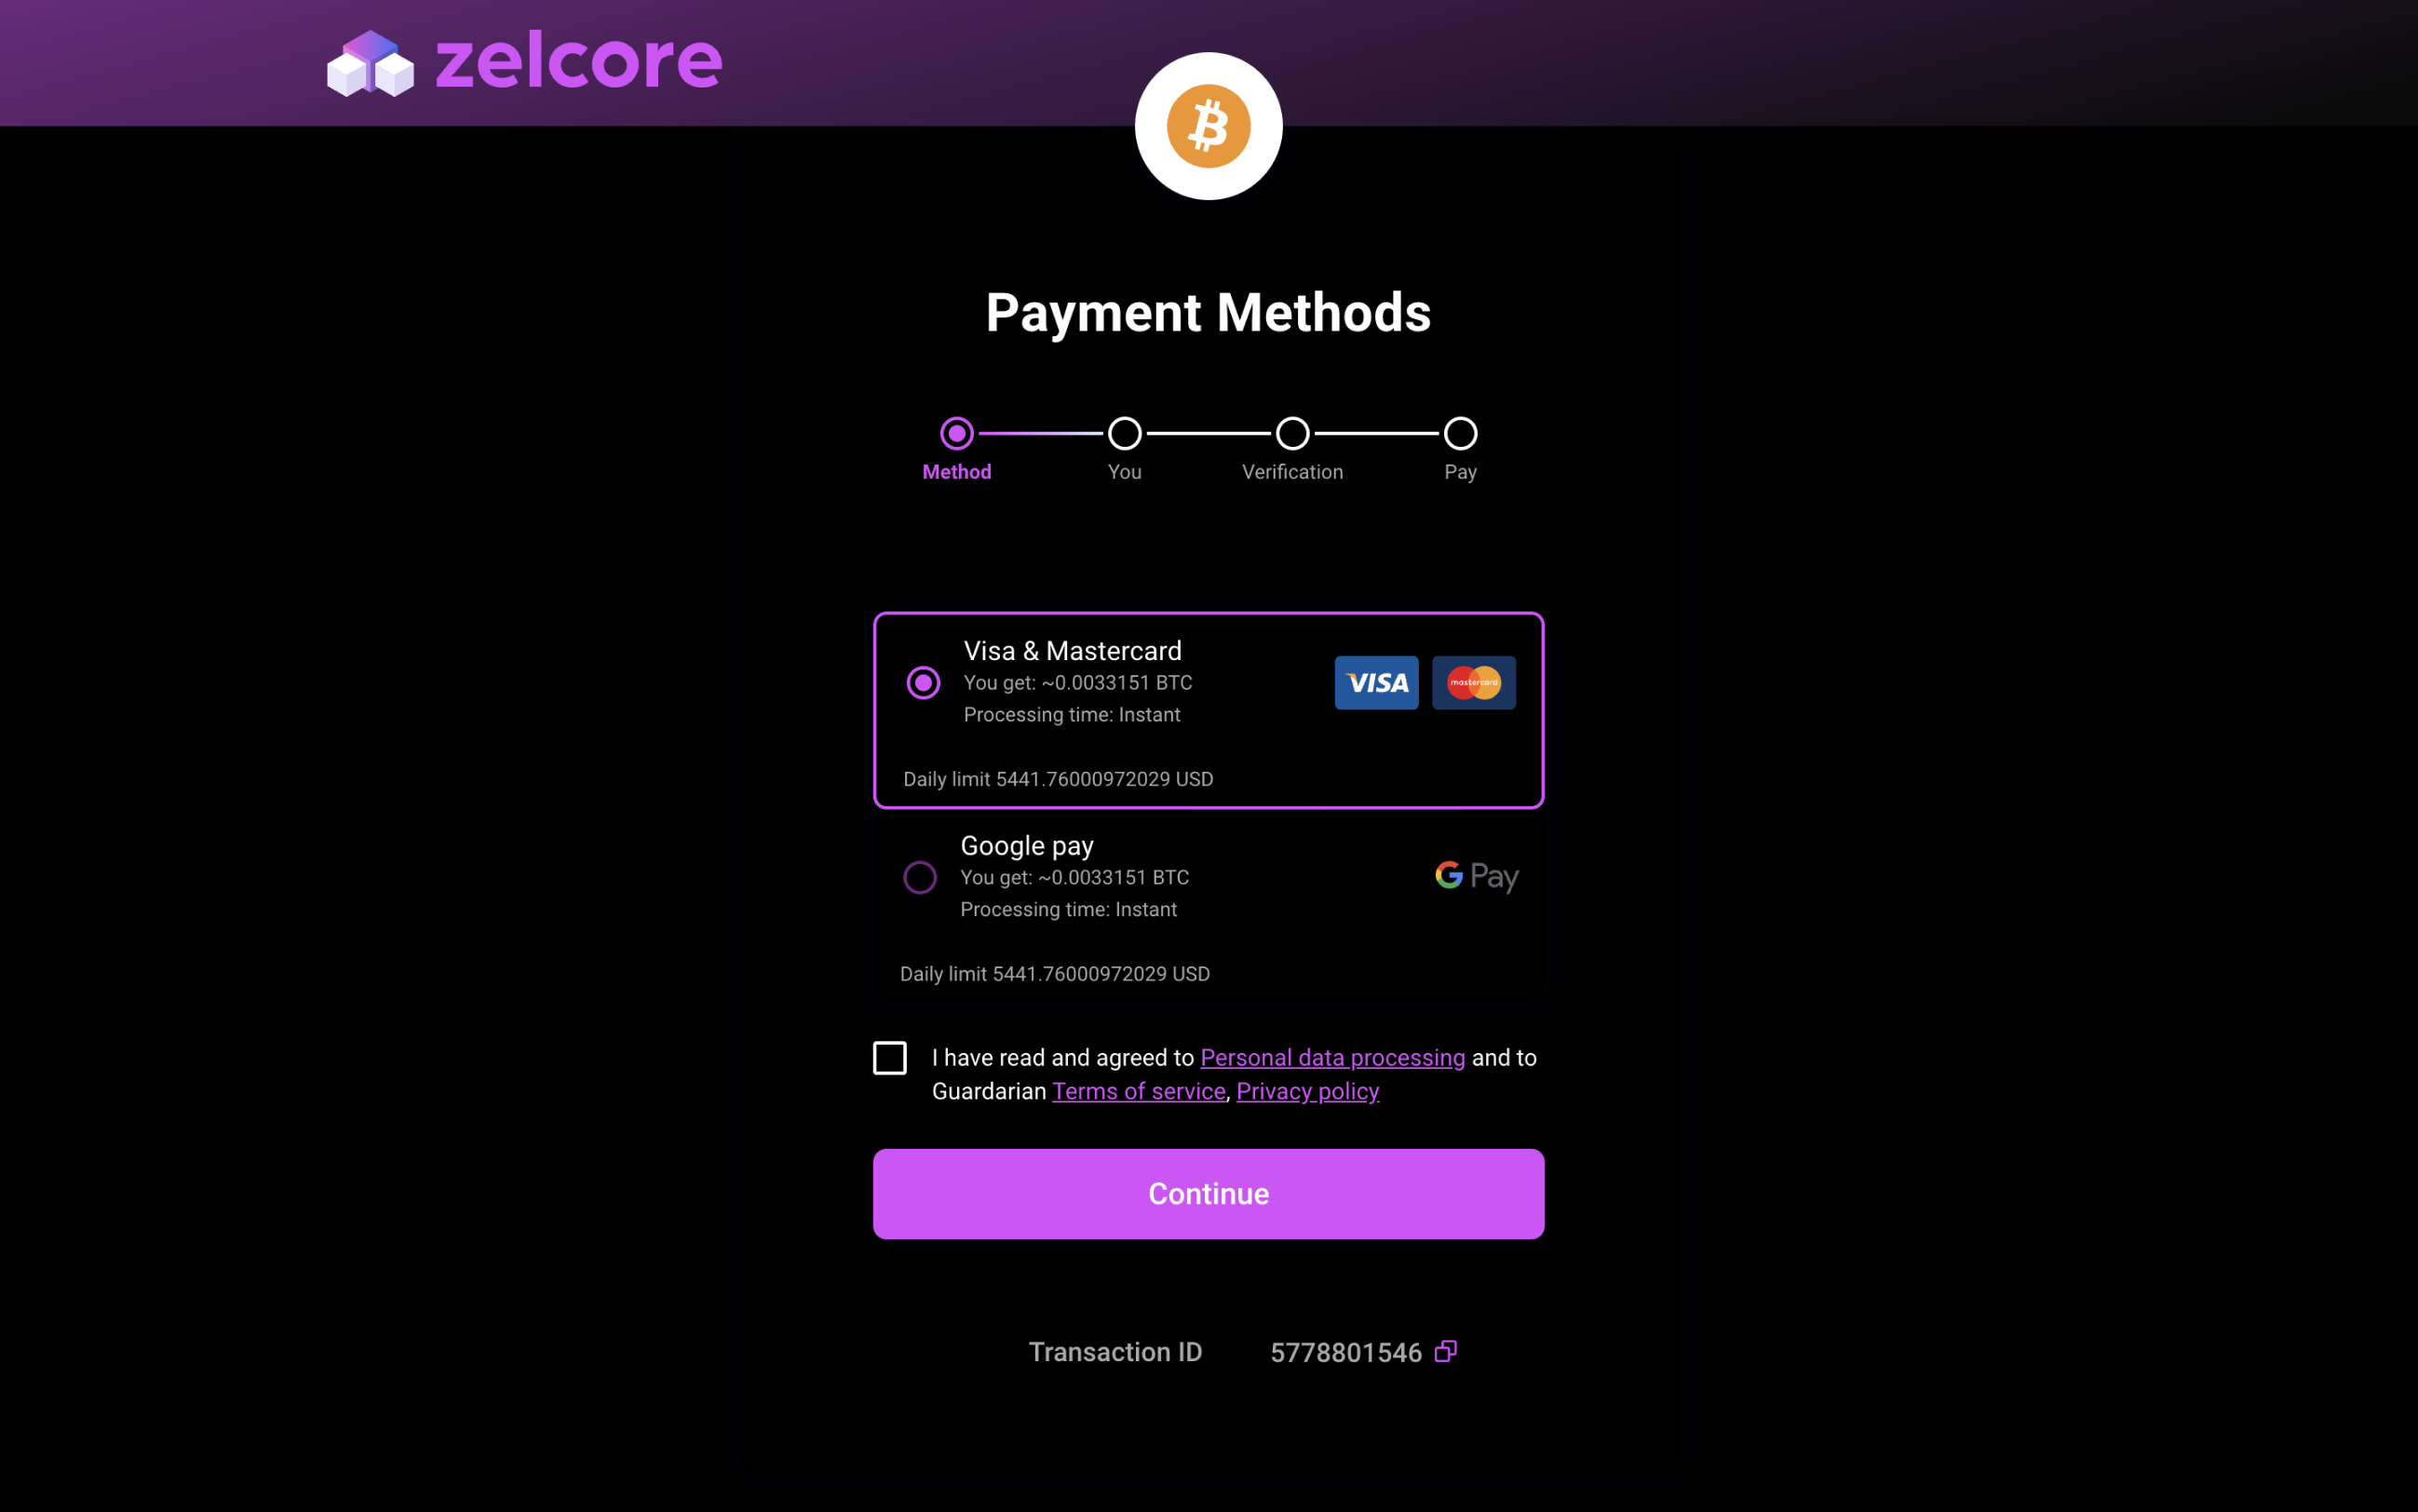 zelcore
Payment Methods
Method
You
Verification
Pay
Visa & Mastercard
You get: ~0.0033151 BTC
Processing time: Instant
VISA
mastercard
Daily limit 5441.76000972029 USD
Google pay
You get: ~0.0033151 BTC
Processing time: Instant
G Pay
Daily limit 5441.76000972029 USD
I have read and agreed to Personal data processing and to
Guardarian Terms of service, Privacy policy
Continue
Transaction ID 5778801546